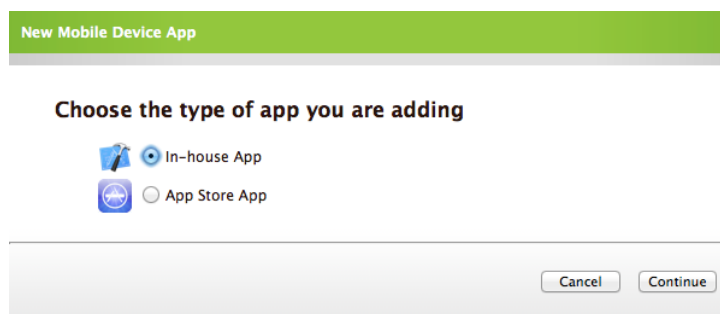 New Mobile Device App
Choose the type of app you are adding
In-house App
App Store App
Cancel Continue